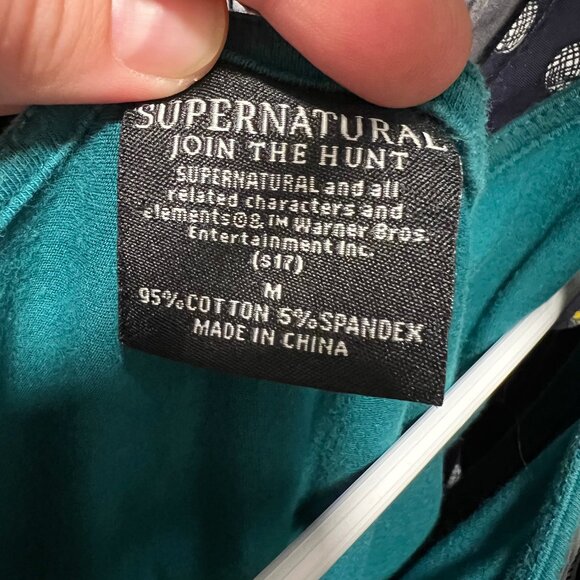 SUPERNATURAL
JOIN THE HUNT
SUPERNATURAL and all
related characters and
elements©& TM Warner Bros.
Entertainment Inc.
(s17)
M
95%COTTON 5%SPANDEX
MADE IN CHINA